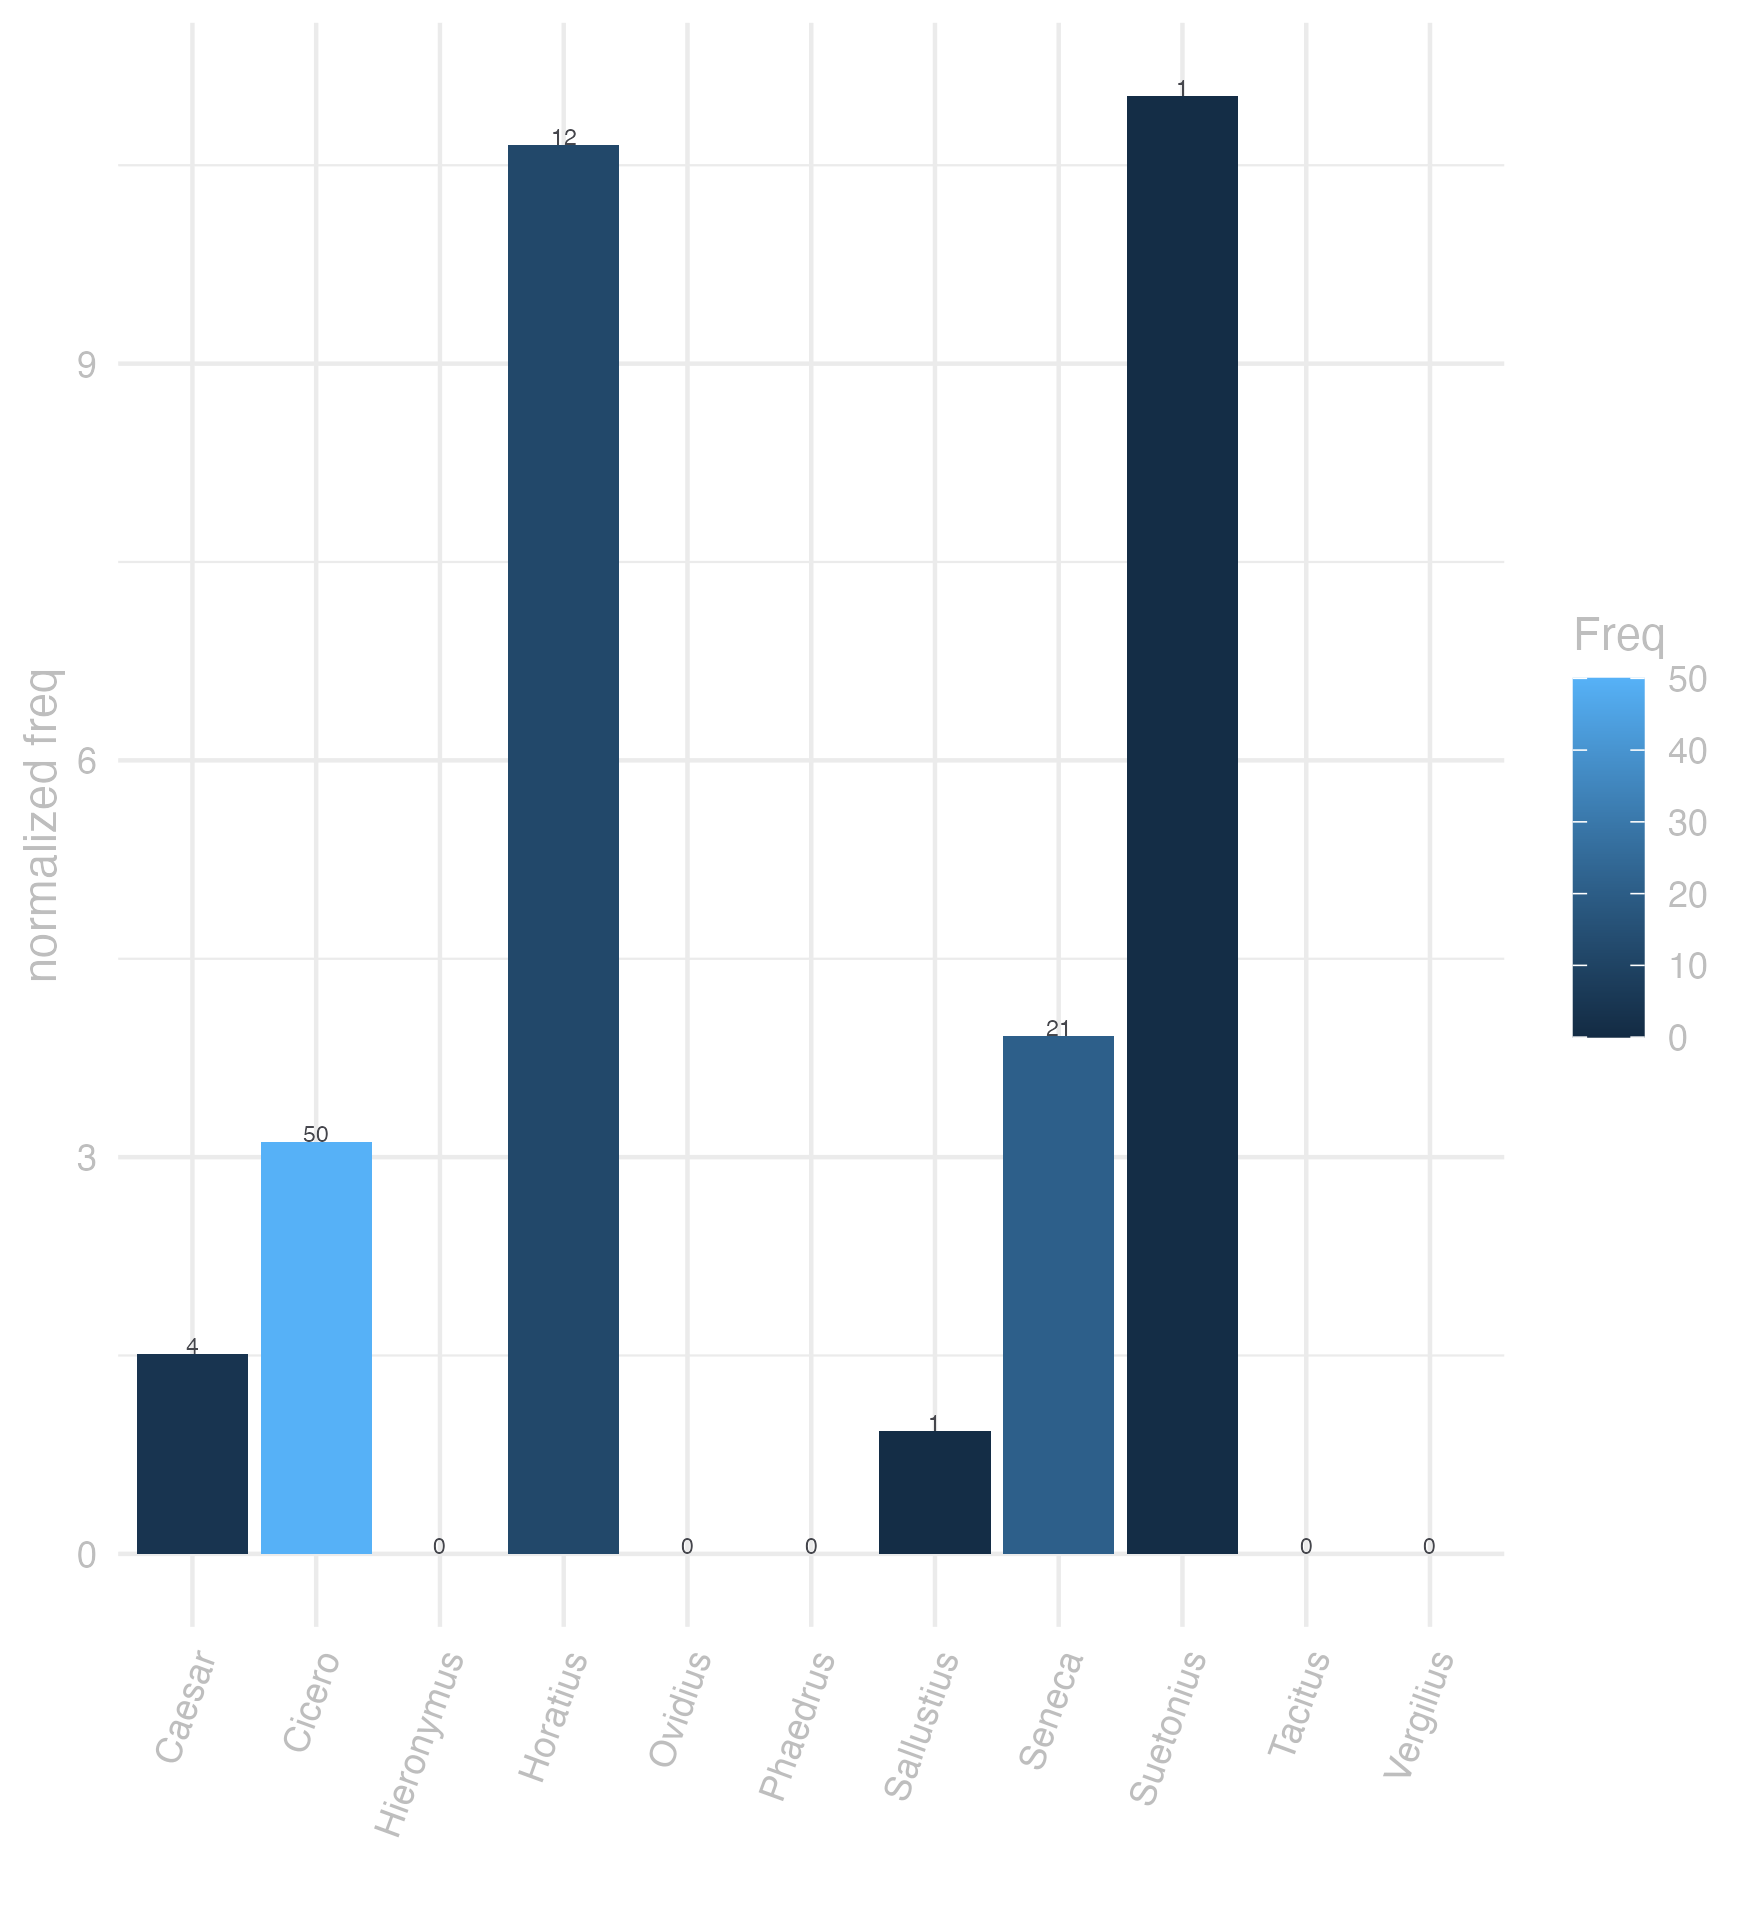 normalized freq
9
6
3
0
4
50
0
12
0
0
1
21
1
0
0
Caesar
Cicero
Hieronymus
Horatius
Ovidius
Phaedrus
Sallustius
Seneca
Suetonius
Tacitus
Vergilius
Freq
50
40
30
20
10
0